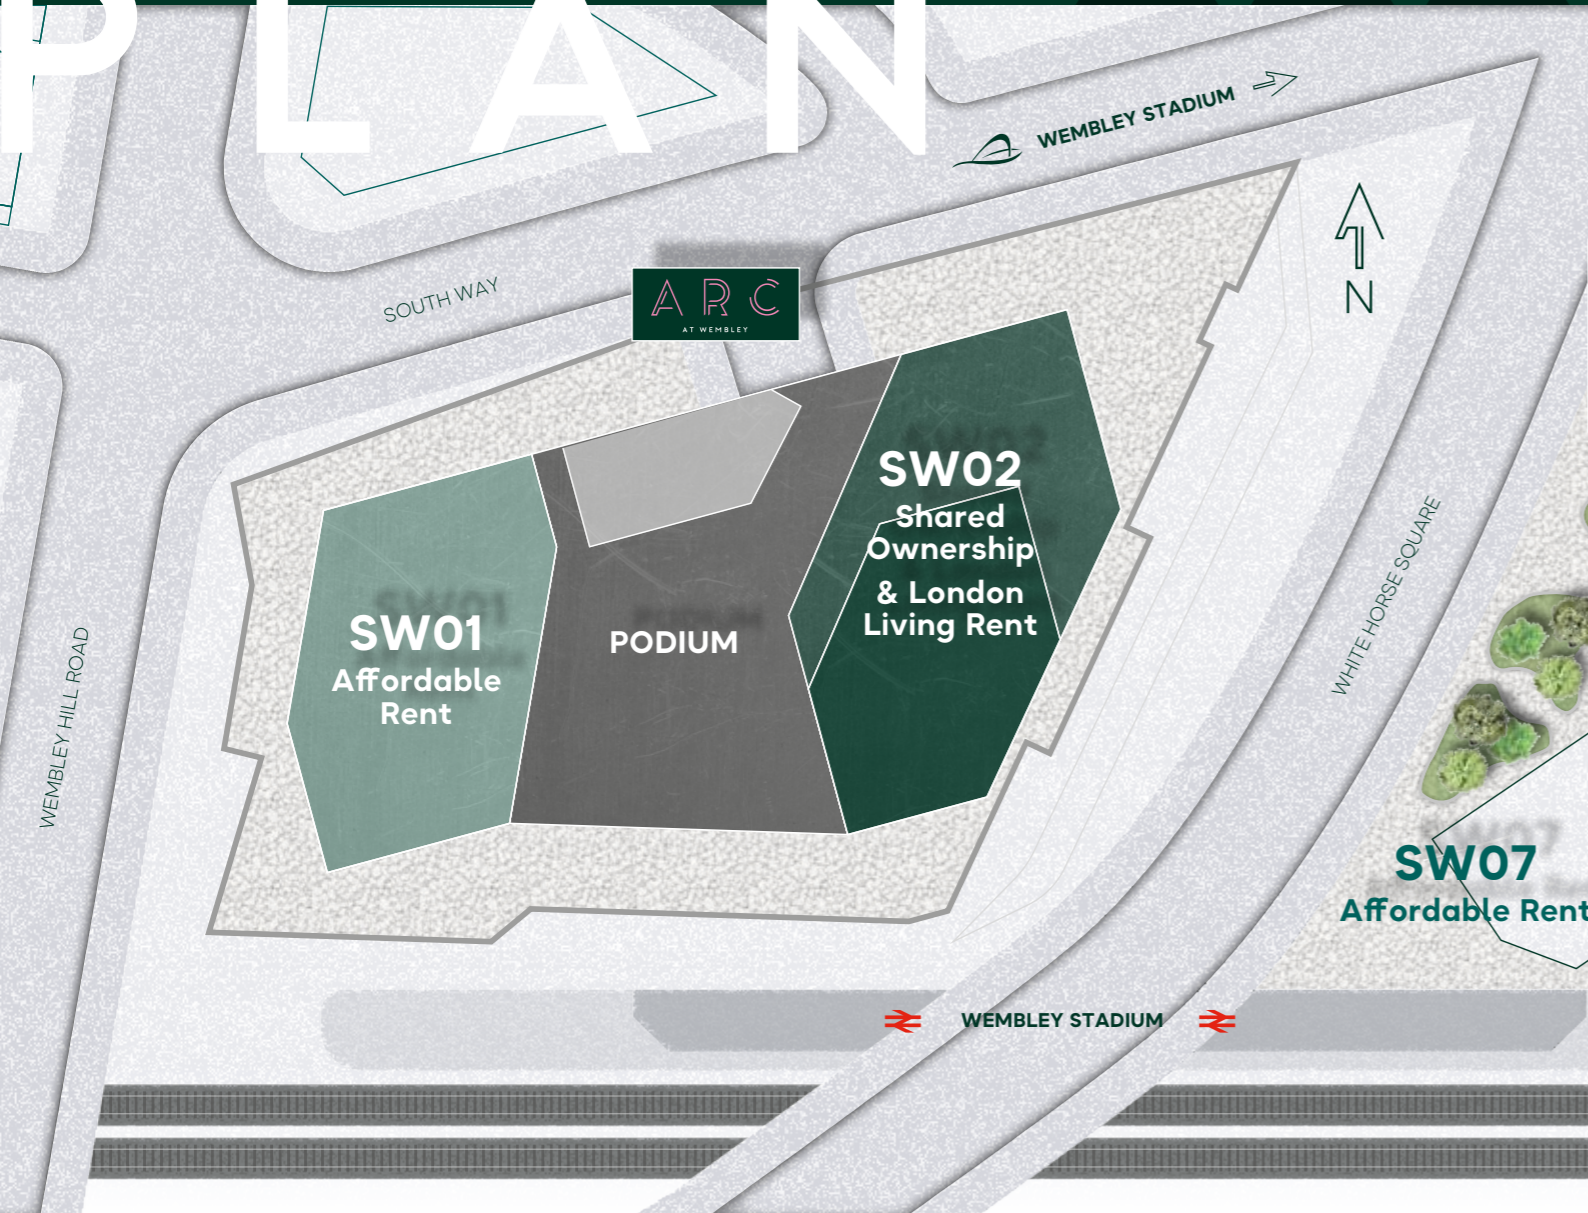 PLAN
WEMBLEY STADIUM
N
SOUTH WAY
ARC
AT WEMBLEY
SW02
Shared
Ownership
& London
Living Rent
SW01
Affordable
Rent
PODIUM
WEMBLEY HILL ROAD
WHITE HORSE SQUARE
SW07
Affordable Rent
WEMBLEY STADIUM